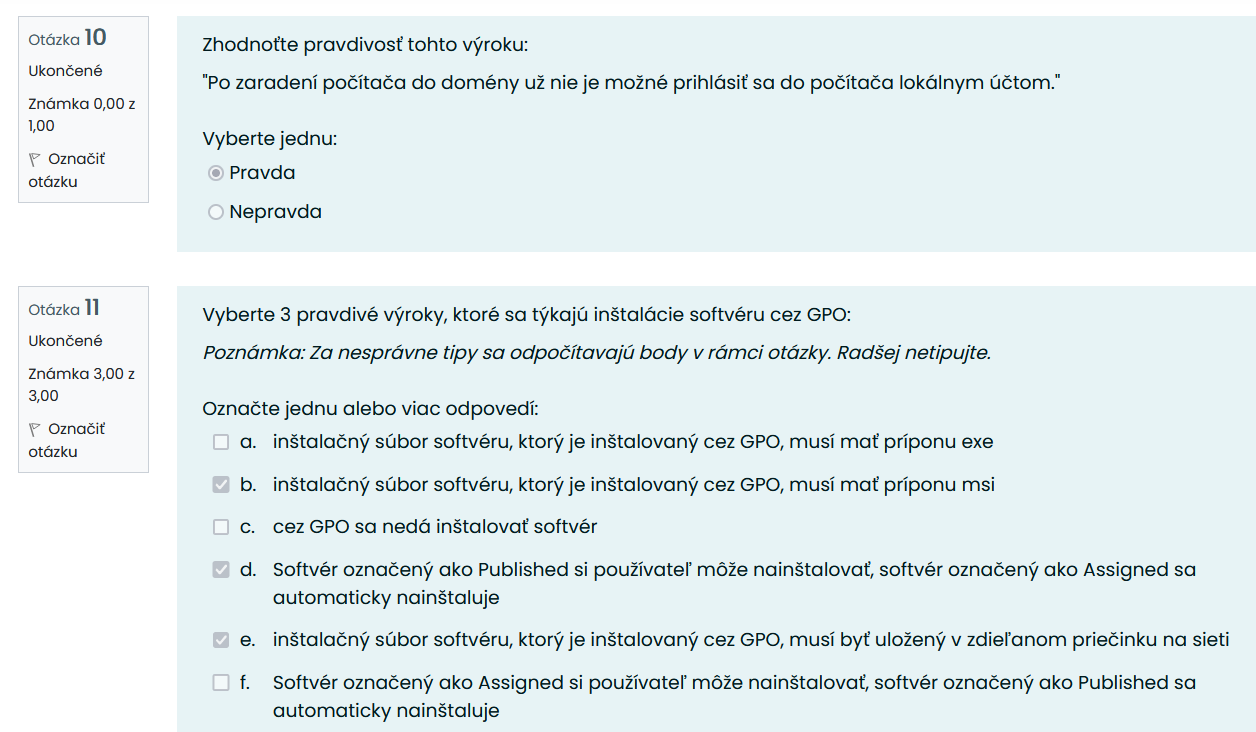 Otázka 10
Ukončené
Známka 0,00 z
1,00
Označiť
otázku
Zhodnoťte pravdivosť tohto výroku:
"Po zaradení počítača do domény už nie je možné prihlásiť sa do počítača lokálnym účtom."
Vyberte jednu:
Pravda
Nepravda
Otázka 11
Ukončené
Známka 3,00 z
3,00
Označiť
otázku
Vyberte 3 pravdivé výroky, ktoré sa týkajú inštalácie softvéru cez GPO:
Poznámka: Za nesprávne tipy sa odpočítavajú body v rámci otázky. Radšej netipujte.
Označte jednu alebo viac odpovedí:
a. inštalačný súbor softvéru, ktorý je inštalovaný cez GPO, musí mať príponu exe
b. inštalačný súbor softvéru, ktorý je inštalovaný cez GPO, musí mať príponu msi
c. cez GPO sa nedá inštalovať softvér
d. Softvér označený ako Published si používateľ môže nainštalovať, softvér označený ako Assigned sa
automaticky nainštaluje
e. inštalačný súbor softvéru, ktorý je inštalovaný cez GPO, musí byť uložený v zdieľanom priečinku na sieti
f. Softvér označený ako Assigned si používateľ môže nainštalovať, softvér označený ako Published sa
automaticky nainštaluje